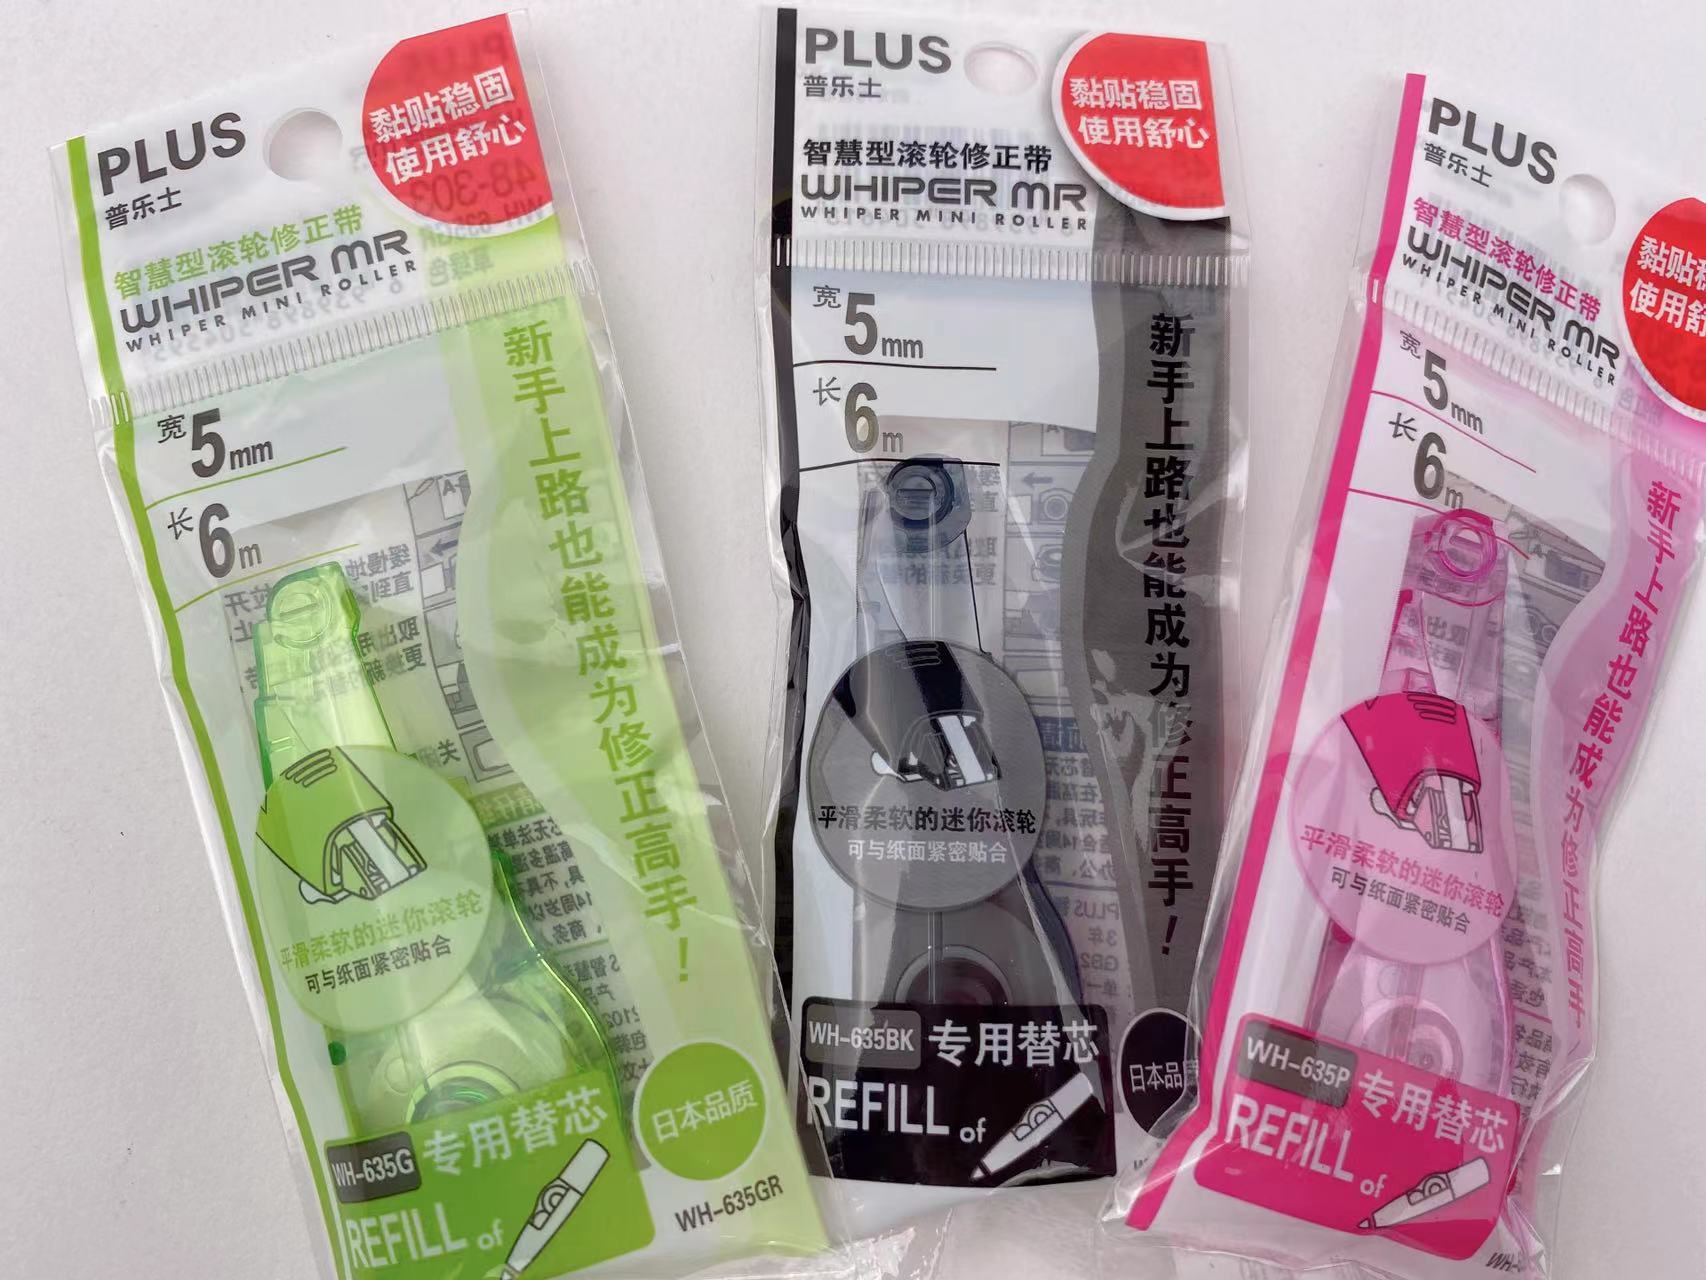 PLUS
普乐士
黏贴稳固
使用舒心
智慧型滚轮修正带
WHIPER MR
WHIPER MINI ROLLER
宽5mm
长6m
新手上路也能成为修正高手！
平滑柔软的迷你滚轮
可与纸面紧密贴合
WH-635G 专用替芯
REFILL of
日本品质
WH-635GR
PLUS
普乐士
黏贴稳固
使用舒心
智慧型滚轮修正带
WHIPER MR
WHIPER MINI ROLLER
宽5mm
长6m
新手上路也能成为修正高手！
平滑柔软的迷你滚轮
可与纸面紧密贴合
WH-635BK 专用替芯
REFILL of
日本品质
PLUS
普乐士
黏贴稳
使用舒
智慧型滚轮修正带
WHIPER MR
WHIPER MINI ROLLER
宽5mm
长6m
新手上路也能成为修正高手
平滑柔软的迷你滚轮
可与纸面紧密贴合
WH-635P 专用替芯
REFILL of